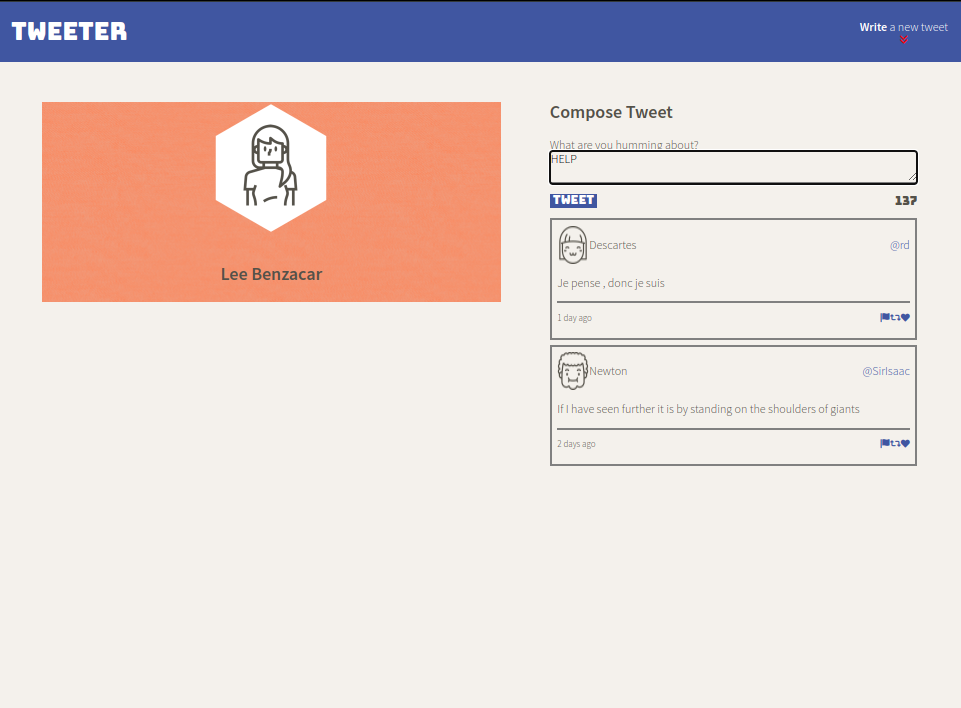 TWEETER
Write a new tweet
Lee Benzacar
Compose Tweet
What are you humming about?
HELP
TWEET 137
Descartes @rd
Je pense , donc je suis
1 day ago
Newton @SirIsaac
If I have seen further it is by standing on the shoulders of giants
2 days ago